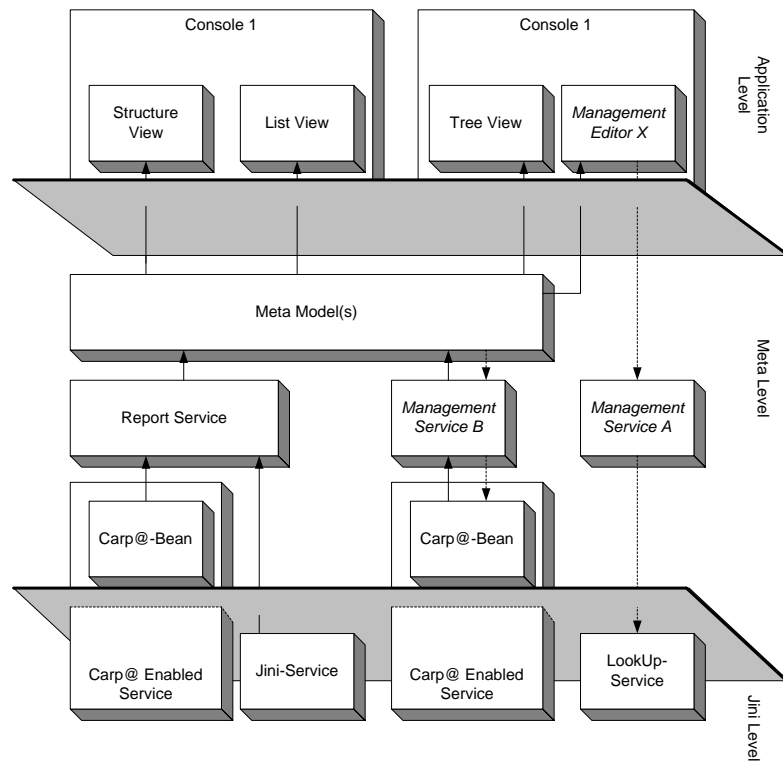 Console 1
Console 1
Application
Level
Structure
View
List View
Tree View
Management
Editor X
Meta Model(s)
Meta Level
Report Service
Management
Service B
Management
Service A
Carp@-Bean
Carp@-Bean
Carp@ Enabled
Service
Jini-Service
Carp@ Enabled
Service
LookUp-
Service
Jini Level